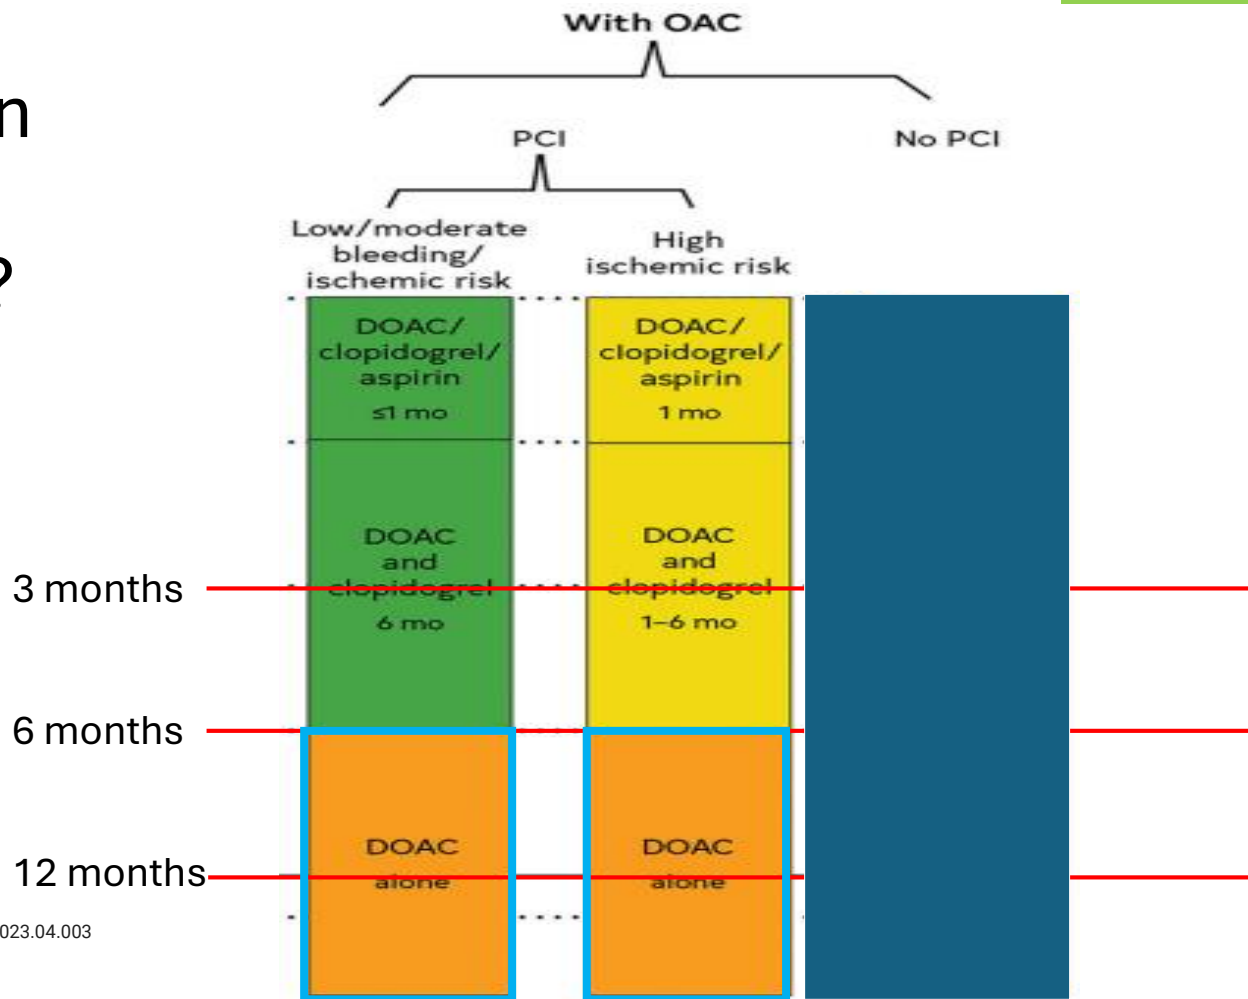 With OAC
n
PCI
No PCI
Low/moderate
bleeding/
ischemic risk
High
ischemic risk
?
DOAC/
clopidogrel/
aspirin
≤1 mo
DOAC/
clopidogrel/
aspirin
1 mo
DOAC
and
clopidogrel
6 mo
DOAC
and
clopidogrel
1–6 mo
3 months
6 months
DOAC
alone
DOAC
alone
12 months
023.04.003